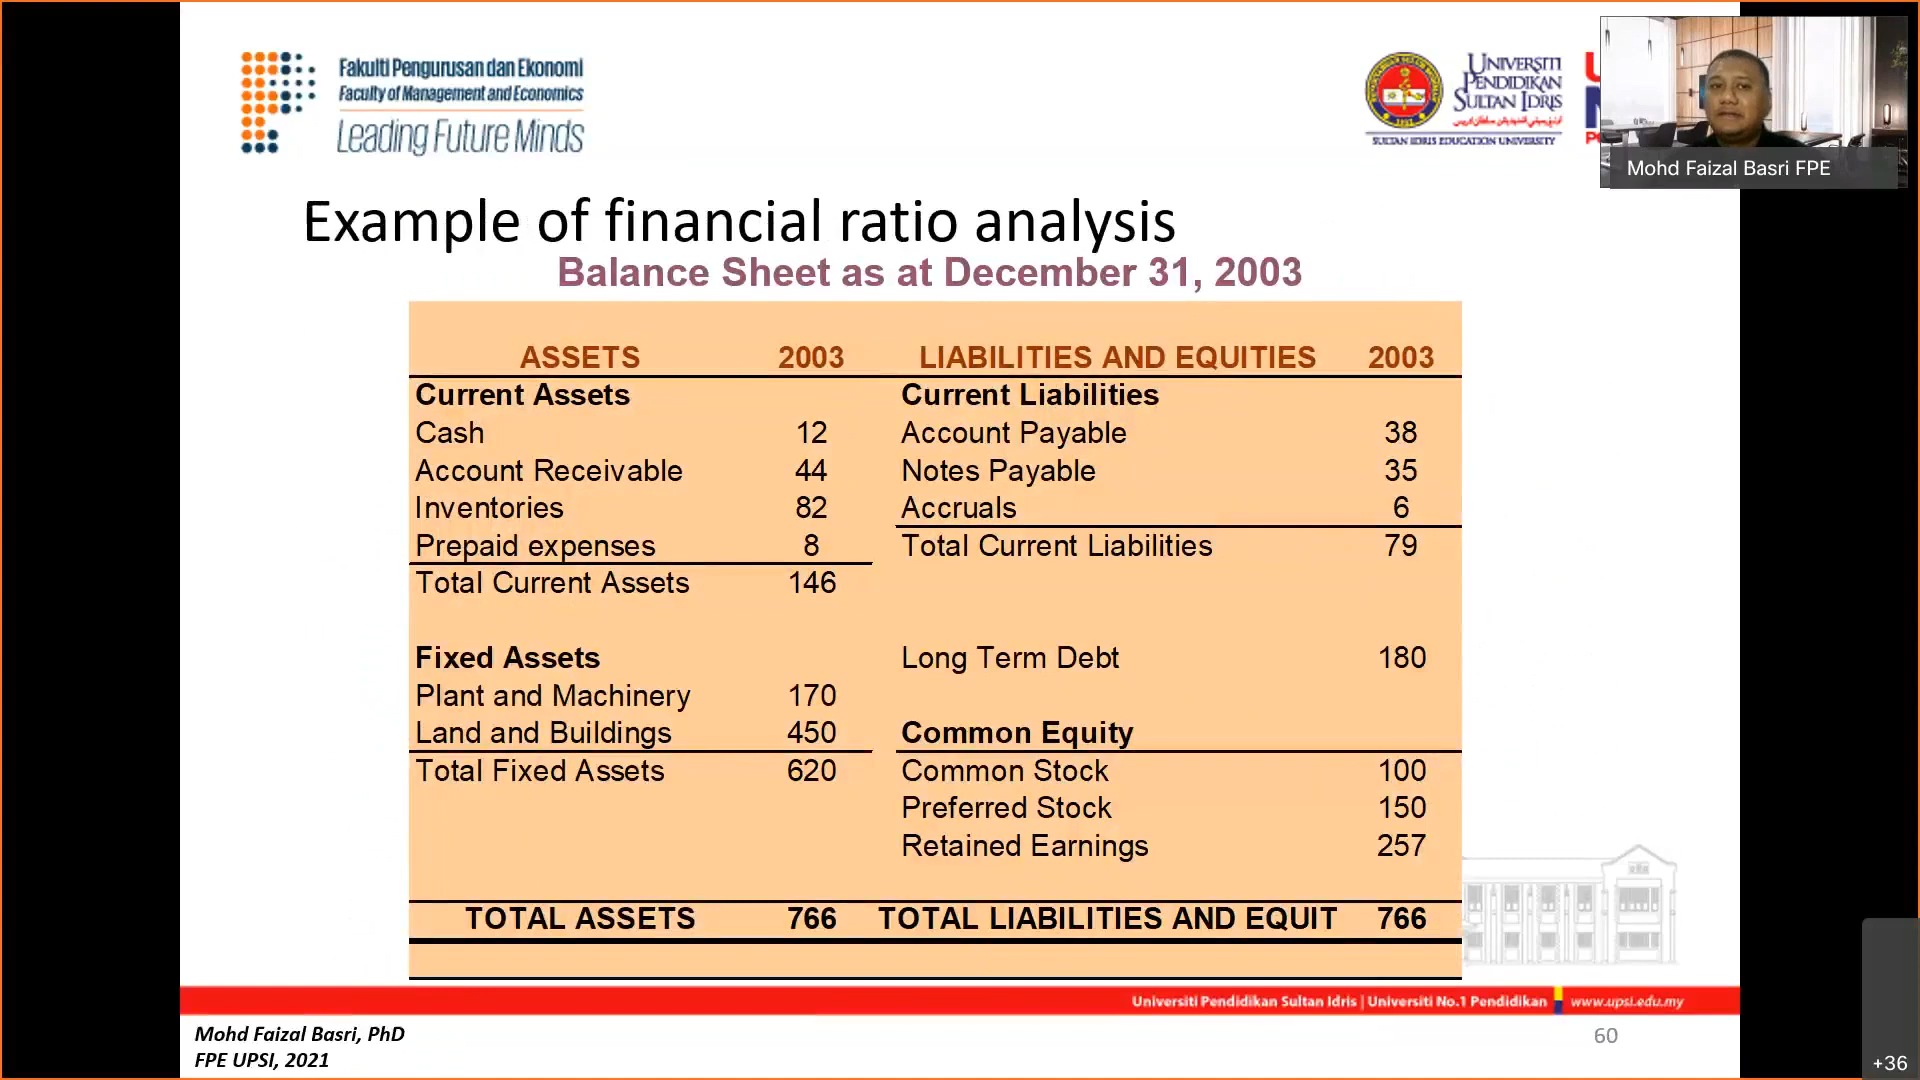 Fakulti Pengurusan dan Ekonomi
Faculty of Management and Economics
Leading Future Minds
UNIVERSITI
PENDIDIKAN
SULTAN IDRIS
SULTAN IDRIS EDUCATION UNIVERSITY
Mohd Faizal Basri FPE
Example of financial ratio analysis
Balance Sheet as at December 31, 2003
ASSETS 2003 LIABILITIES AND EQUITIES 2003
Current Assets Current Liabilities
Cash 12 Account Payable 38
Account Receivable 44 Notes Payable 35
Inventories 82 Accruals 6
Prepaid expenses 8 Total Current Liabilities 79
Total Current Assets 146
Fixed Assets Long Term Debt 180
Plant and Machinery 170
Land and Buildings 450 Common Equity
Total Fixed Assets 620 Common Stock 100
Preferred Stock 150
Retained Earnings 257
TOTAL ASSETS 766 TOTAL LIABILITIES AND EQUIT 766
Universiti Pendidikan Sultan Idris | Universiti No.1 Pendidikan www.upsi.edu.my
Mohd Faizal Basri, PhD
FPE UPSI, 2021
60
+36